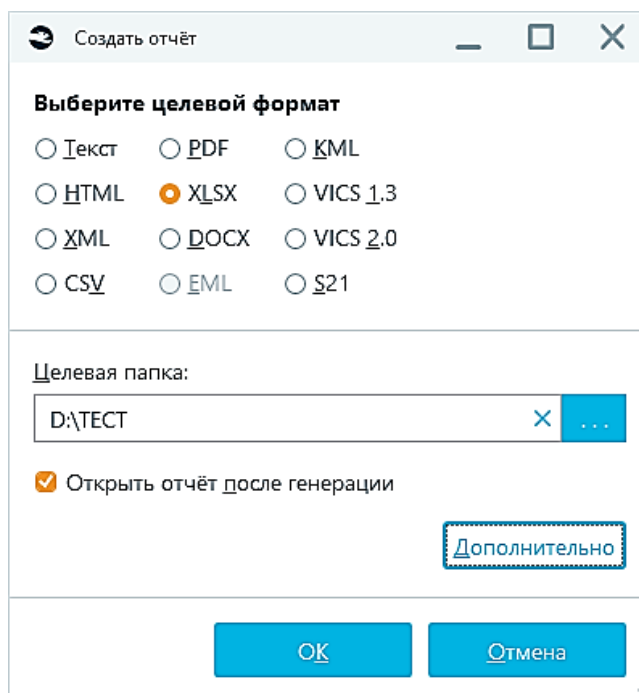 Создать отчёт
Выберите целевой формат
Текст PDF KML
HTML XLSX VICS 1.3
XML DOCX VICS 2.0
CSV EML S21
Целевая папка:
D:\ТЕСТ
...
Открыть отчёт после генерации
Дополнительно
OK Отмена